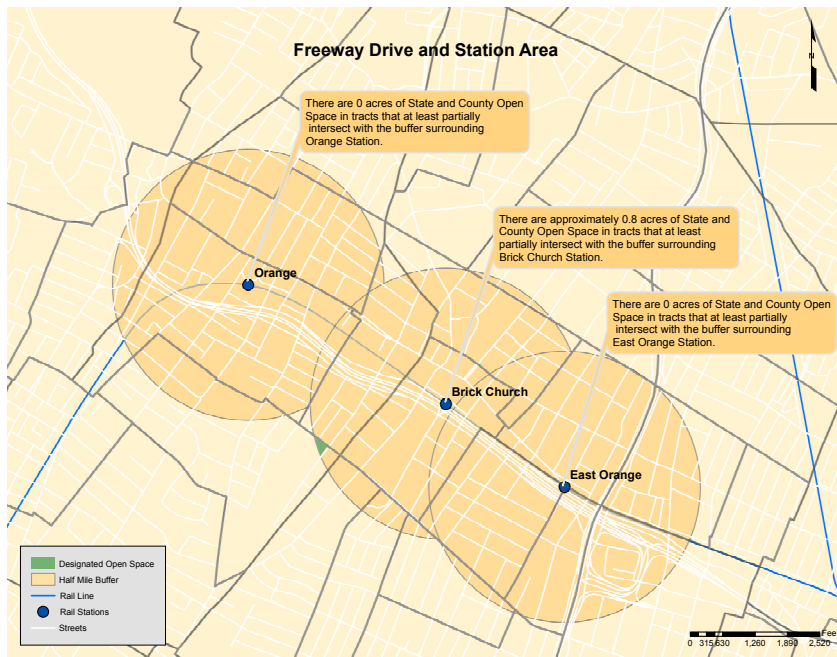 Freeway Drive and Station Area
N
There are 0 acres of State and County Open
Space in tracts that at least partially
intersect with the buffer surrounding
Orange Station.
There are approximately 0.8 acres of State and
County Open Space in tracts that at least
partially intersect with the buffer surrounding
Brick Church Station.
Orange
There are 0 acres of State and County Open
Space in tracts that at least partially
intersect with the buffer surrounding
East Orange Station.
Brick Church
East Orange
Designated Open Space
Half Mile Buffer
Rail Line
Rail Stations
Streets
Fee
0 315 630 1,260 1,890 2,520